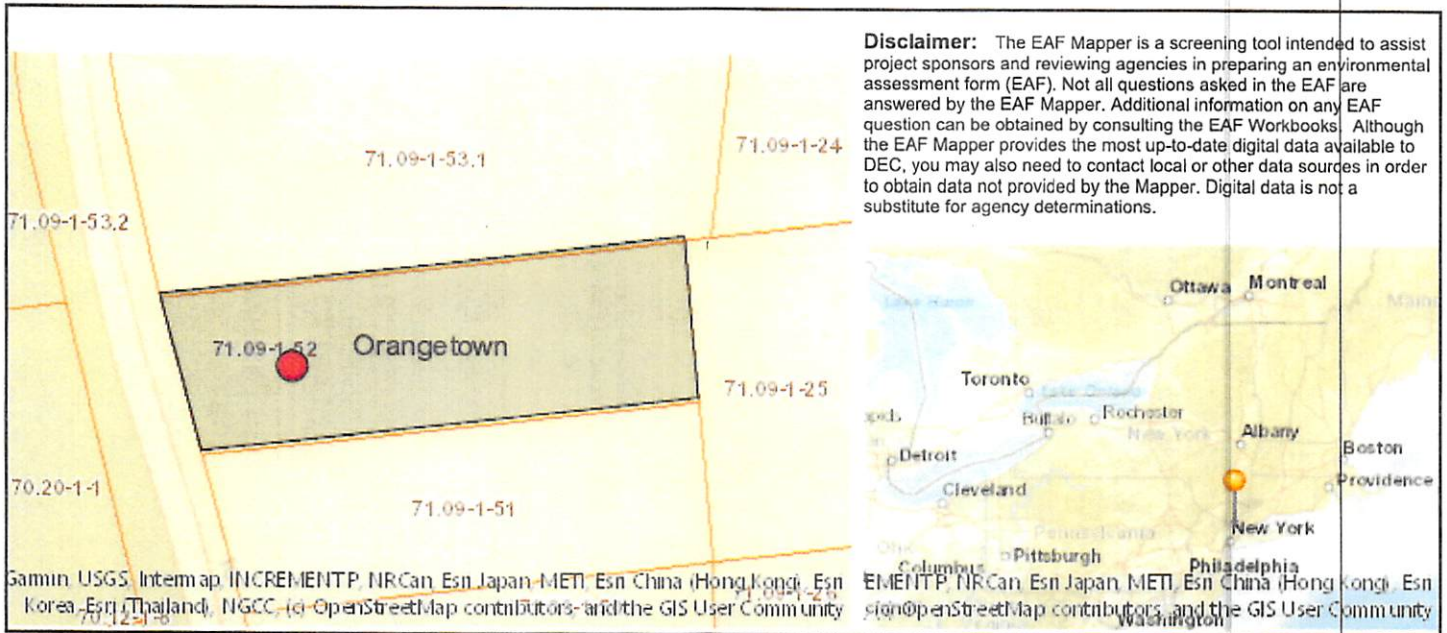 Disclaimer: The EAF Mapper is a screening tool intended to assist
project sponsors and reviewing agencies in preparing an environmental
assessment form (EAF). Not all questions asked in the EAF are
answered by the EAF Mapper. Additional information on any EAF
question can be obtained by consulting the EAF Workbooks. Although
the EAF Mapper provides the most up-to-date digital data available to
DEC, you may also need to contact local or other data sources in order
to obtain data not provided by the Mapper. Digital data is not a
substitute for agency determinations.
71.09-1-53.1
71.09-1-24
71.09-1-53.2
71.09-1-52
Orangetown
71.09-1-25
70.20-1-1
71.09-1-51
Garmin, USGS, Intermap, INCREMENT P, NRCan, Esri Japan, METI, Esri China (Hong Kong), Esri
Korea, Esri (Thailand), NGCC, (c) OpenStreetMap contributors, and the GIS User Community
Ottawa
Montreal
Toronto
Lake Ontario
Buffalo
Rochester
New York
Albany
Boston
Detroit
Providence
Cleveland
New York
Pennsylvania
Pittsburgh
Columbus
Philadelphia
EMENT P, NRCan, Esri Japan, METI, Esri China (Hong Kong), Esri
OpenStreetMap contributors, and the GIS User Community
Washington